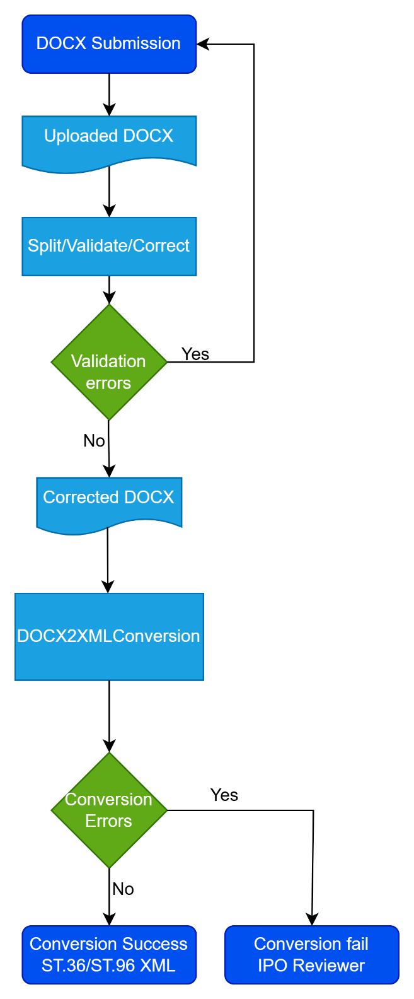 DOCX Submission
Uploaded DOCX
Split/Validate/Correct
Validation
errors
Yes
No
Corrected DOCX
DOCX2XMLConversion
Conversion
Errors
Yes
No
Conversion Success
ST.36/ST.96 XML
Conversion fail
IPO Reviewer